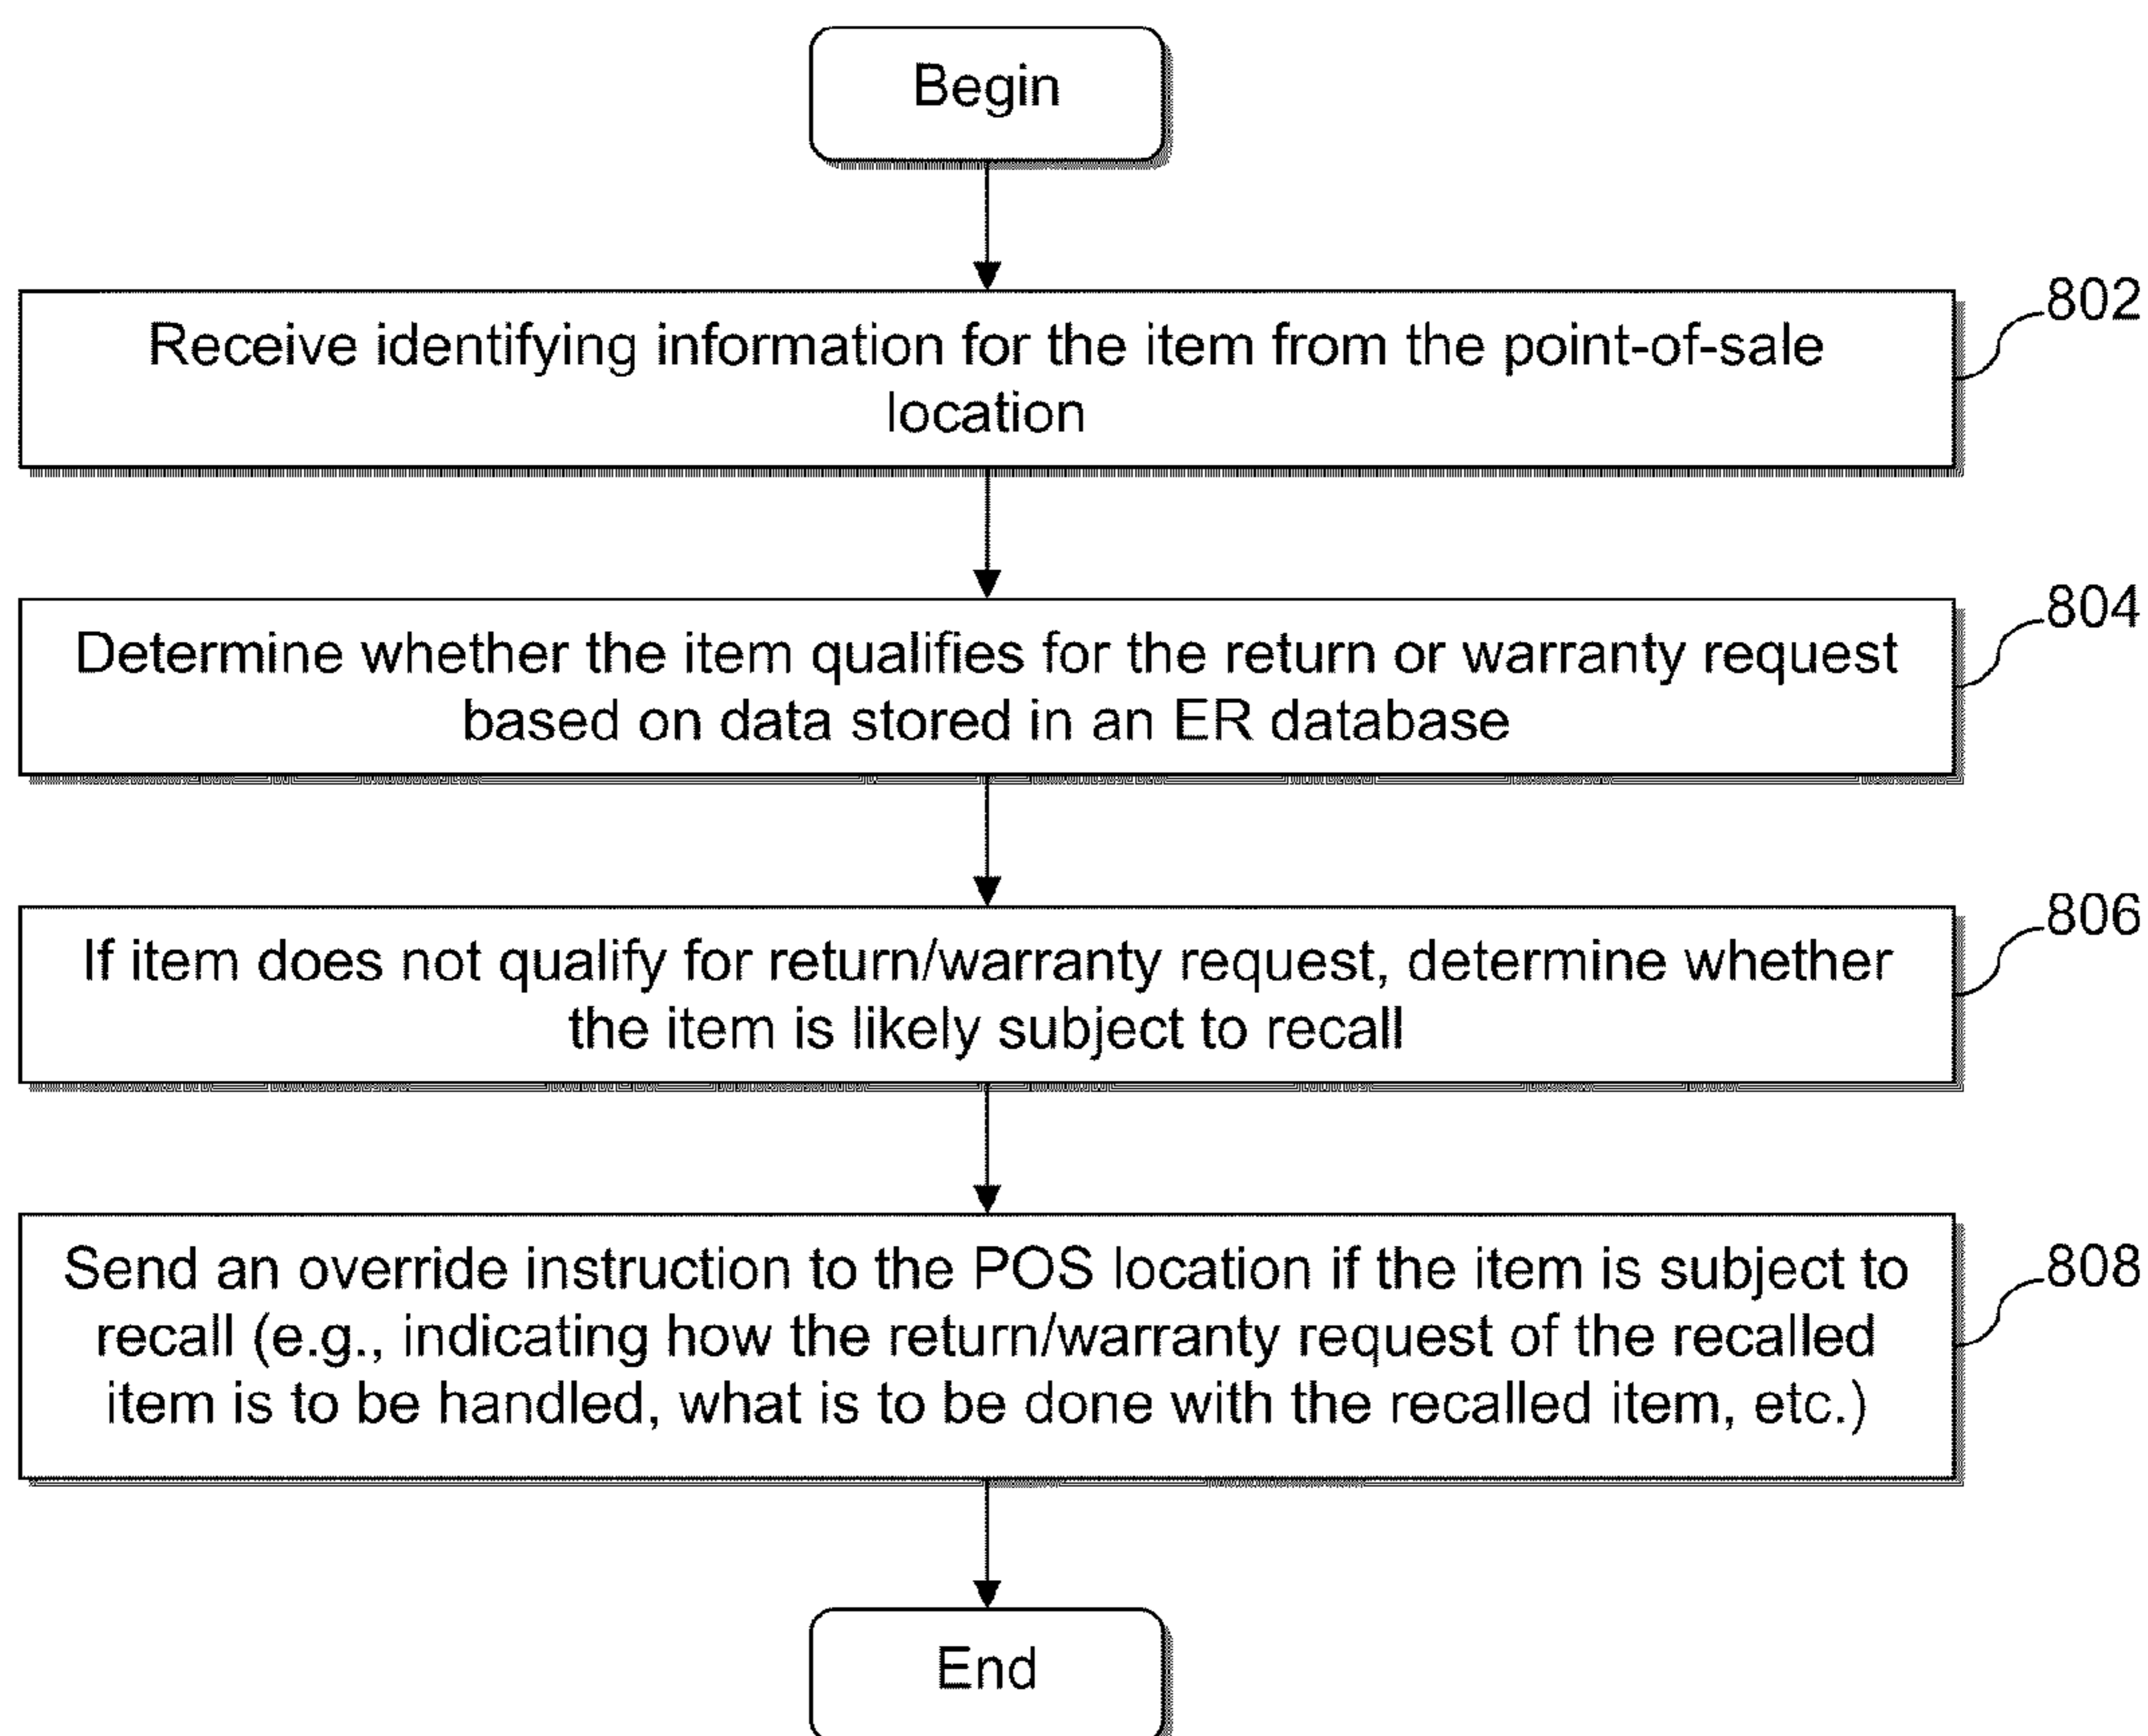 Begin
802
Receive identifying information for the item from the point-of-sale
location
804
Determine whether the item qualifies for the return or warranty request
based on data stored in an ER database
806
If item does not qualify for return/warranty request, determine whether
the item is likely subject to recall
808
Send an override instruction to the POS location if the item is subject to
recall (e.g., indicating how the return/warranty request of the recalled
item is to be handled, what is to be done with the recalled item, etc.)
End